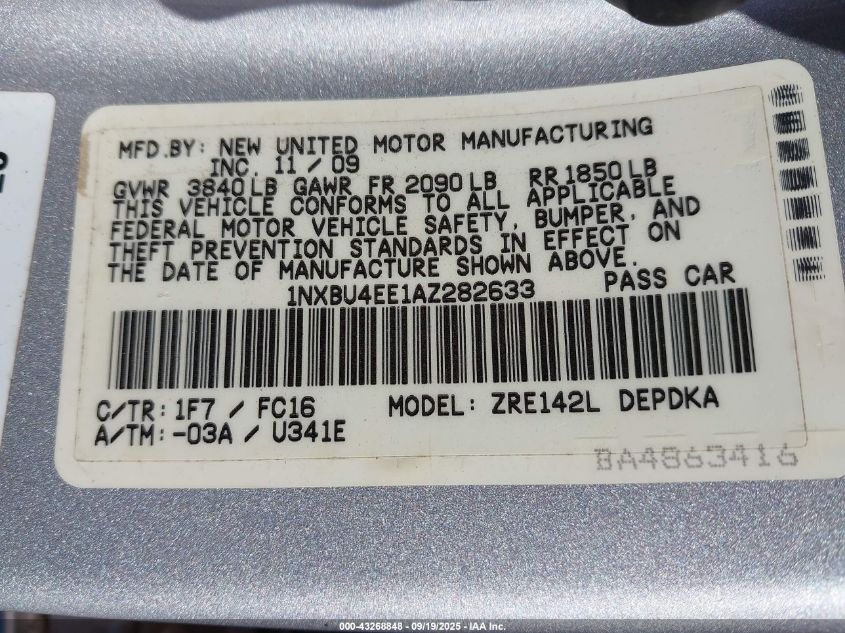 MFD.BY: NEW UNITED MOTOR MANUFACTURING
INC. 11 / 09
GVWR 3840 LB GAWR FR 2090 LB RR 1850 LB
THIS VEHICLE CONFORMS TO ALL APPLICABLE
FEDERAL MOTOR VEHICLE SAFETY, BUMPER, AND
THEFT PREVENTION STANDARDS IN EFFECT ON
THE DATE OF MANUFACTURE SHOWN ABOVE.
1NXBU4EE1AZ282633 PASS CAR
C/TR: 1F7 / FC16 MODEL: ZRE142L DEPDKA
A/TM: -03A / U341E
BA4863416
000-43268848 - 09/19/2025 - IAA Inc.